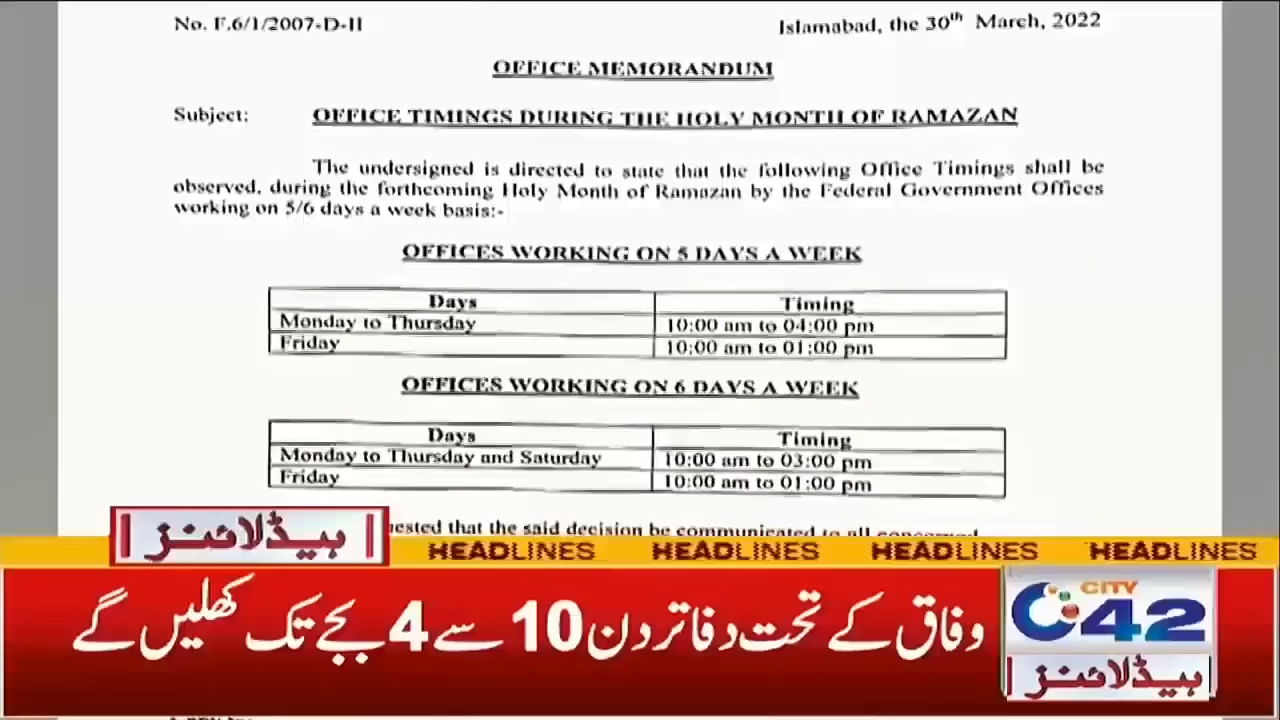 No. F.6/1/2007-D-II
Islamabad, the 30th March, 2022
OFFICE MEMORANDUM
Subject: OFFICE TIMINGS DURING THE HOLY MONTH OF RAMAZAN
The undersigned is directed to state that the following Office Timings shall be
observed, during the forthcoming Holy Month of Ramazan by the Federal Government Offices
working on 5/6 days a week basis:-
OFFICES WORKING ON 5 DAYS A WEEK
Days Timing
Monday to Thursday 10:00 am to 04:00 pm
Friday 10:00 am to 01:00 pm
OFFICES WORKING ON 6 DAYS A WEEK
Days Timing
Monday to Thursday and Saturday 10:00 am to 03:00 pm
Friday 10:00 am to 01:00 pm
that the said decision be communicated to all concerned
ہیڈلائنز
HEADLINES HEADLINES HEADLINES HEADLINES
وفاق کے تحت دفاتر دن 10 سے 4 بجے تک کھلیں گے
CITY
42
ہیڈلائنز